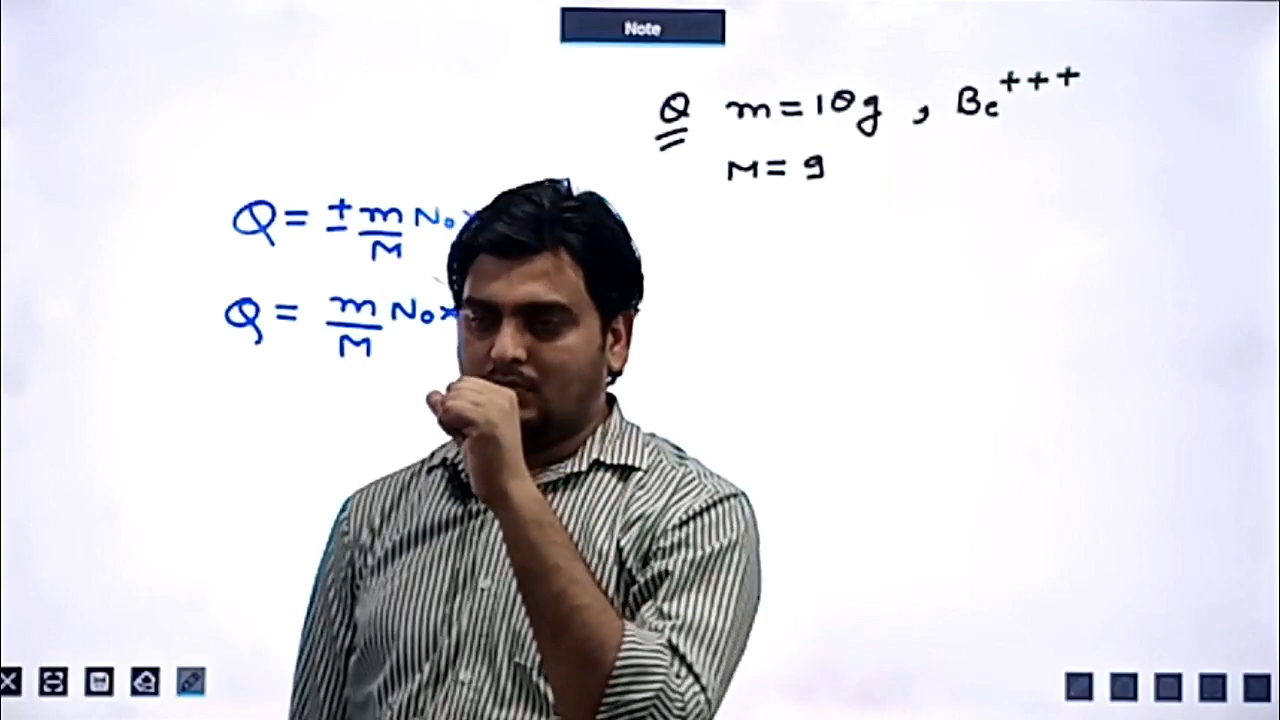 Note
Q m = 10g , Be+++
M = 9
Q = ± m/M N₀
Q = m/M N₀ ×